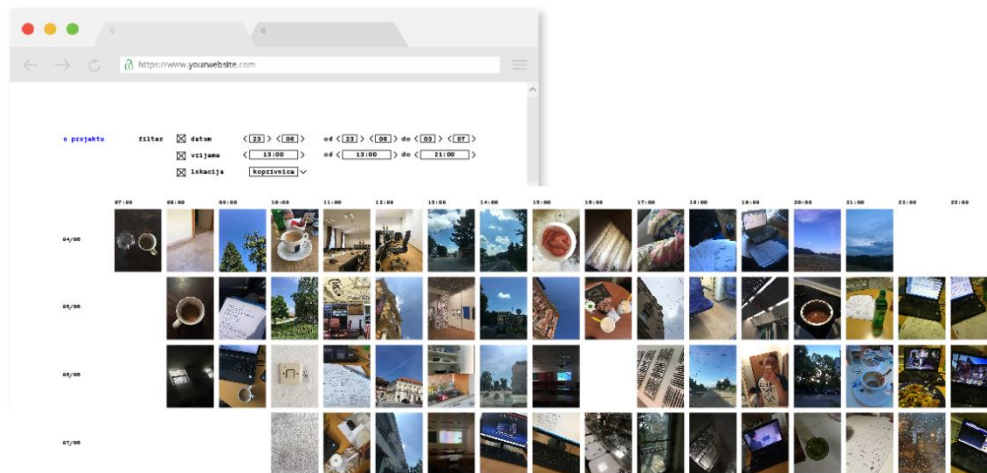 https://www.yourwebsite.com
o projektu filter datum < 23 > < 06 > od < 23 > < 06 > do < 03 > < 07 >
vrijeme < 13:00 > od < 13:00 > do < 21:00 >
lokacija koprivnica
07:00 08:00 09:00 10:00 11:00 12:00 13:00 14:00 15:00 16:00 17:00 18:00 19:00 20:00 21:00 22:00 23:00
04/06
05/06
06/06
07/06